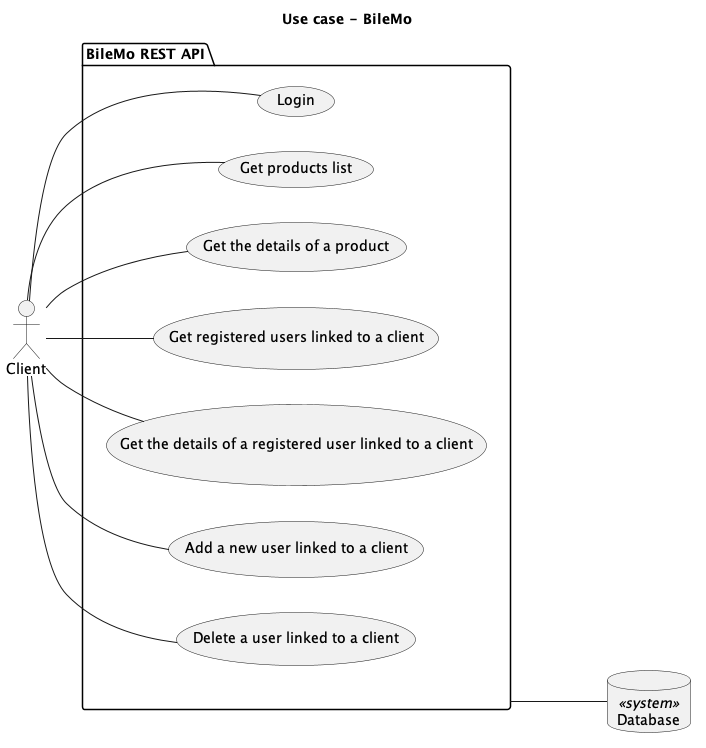 Use case - BileMo
BileMo REST API
Login
Get products list
Get the details of a product
Get registered users linked to a client
Client
Get the details of a registered user linked to a client
Add a new user linked to a client
Delete a user linked to a client
«system»
Database